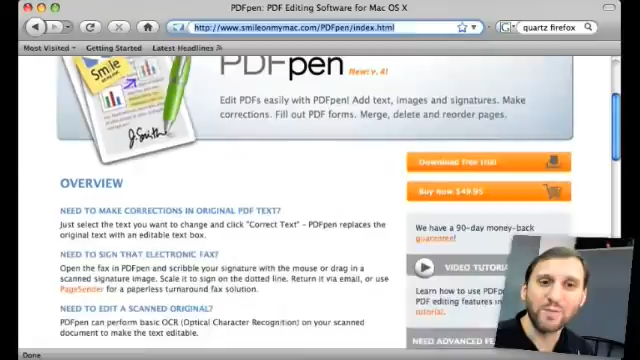 PDFpen: PDF Editing Software for Mac OS X
http://www.smileonmymac.com/PDFpen/index.html
quartz firefox
Most Visited
Getting Started
Latest Headlines
Smile
PDFpen
New: v. 4!
J.Smith
Edit PDFs easily with PDFpen! Add text, images and signatures. Make
corrections. Fill out PDF forms. Merge, delete and reorder pages.
Download free trial
Buy now $49.95
OVERVIEW
NEED TO MAKE CORRECTIONS IN ORIGINAL PDF TEXT?
Just select the text you want to change and click "Correct Text" – PDFpen replaces the
original text with an editable text box.
NEED TO SIGN THAT ELECTRONIC FAX?
Open the fax in PDFpen and scribble your signature with the mouse or drag in a
scanned signature image. Scale it to sign on the dotted line. Return it via email, or use
PageSender for a paperless turnaround fax solution.
NEED TO EDIT A SCANNED ORIGINAL?
PDFpen can perform basic OCR (Optical Character Recognition) on your scanned
document to make the text editable.
We have a 90-day money-back
guarantee!
VIDEO TUTORIA
Learn how to use PDFp
PDF editing features in
tutorial.
NEED ADVANCED FEA
Done